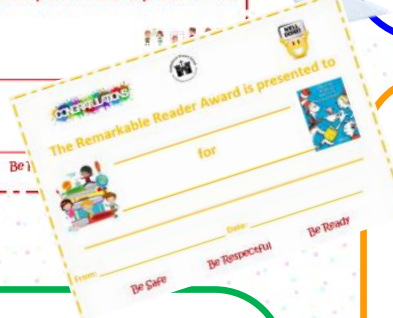 WELL DONE!
CONGRATULATIONS
The Remarkable Reader Award is presented to
for
Date:
From:
Be Safe Be Respectful Be Ready
Be